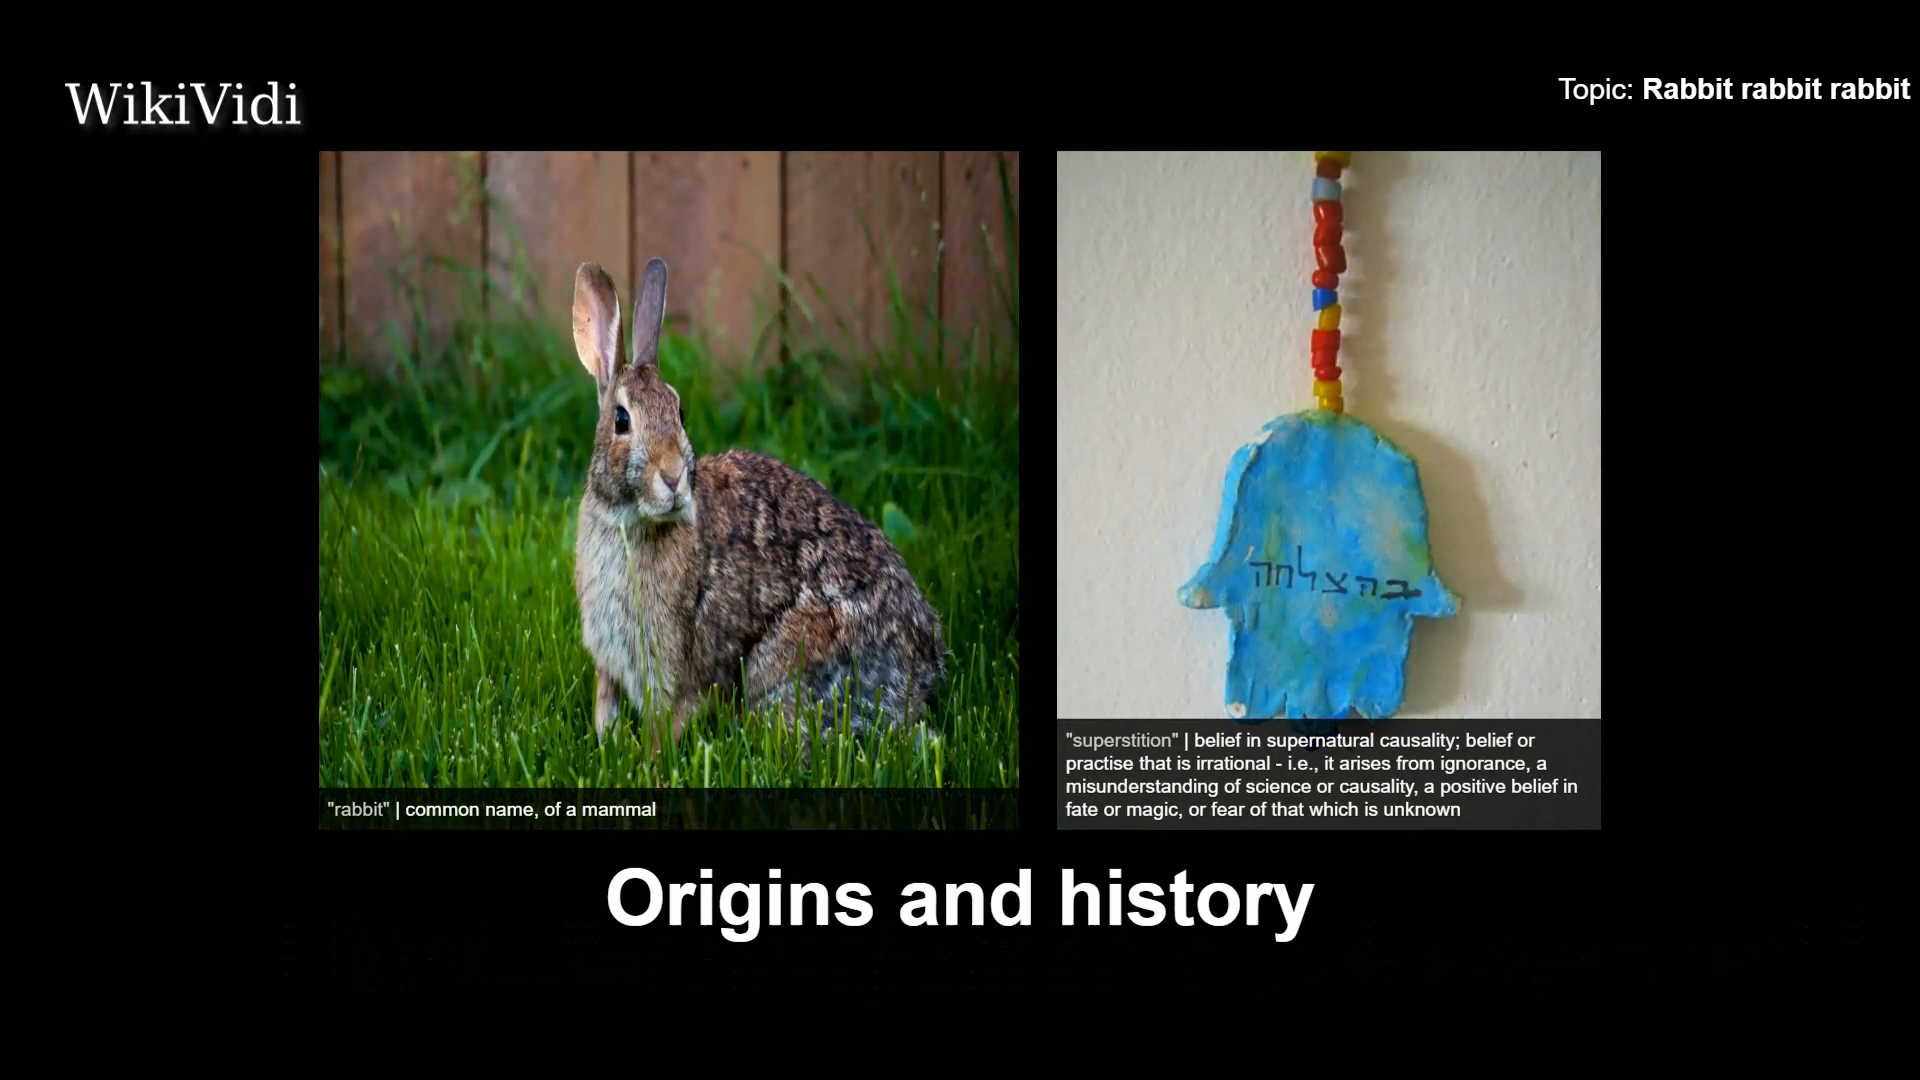 WikiVidi
Topic: Rabbit rabbit rabbit
בהצלחה
"rabbit" | common name, of a mammal
"superstition" | belief in supernatural causality; belief or
practise that is irrational - i.e., it arises from ignorance, a
misunderstanding of science or causality, a positive belief in
fate or magic, or fear of that which is unknown
Origins and history